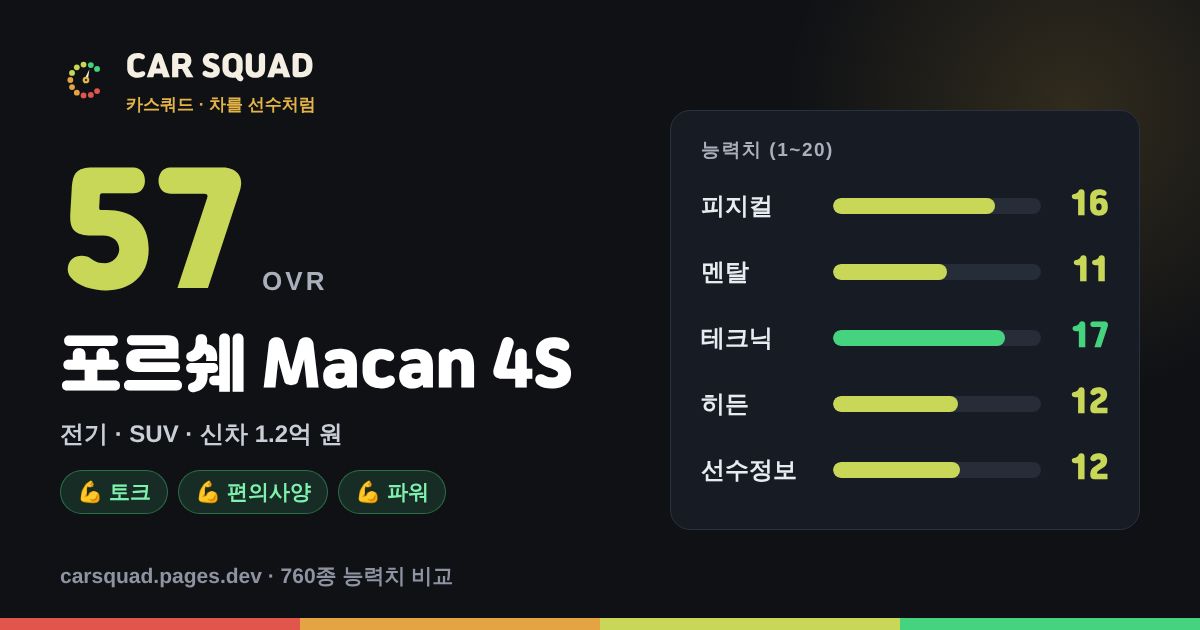 CAR SQUAD
카스쿼드 · 차를 선수처럼
57 OVR
포르쉐 Macan 4S
전기 · SUV · 신차 1.2억 원
💪 토크 💪 편의사양 💪 파워
carsquad.pages.dev · 760종 능력치 비교
능력치 (1~20)
피지컬 16
멘탈 11
테크닉 17
히든 12
선수정보 12